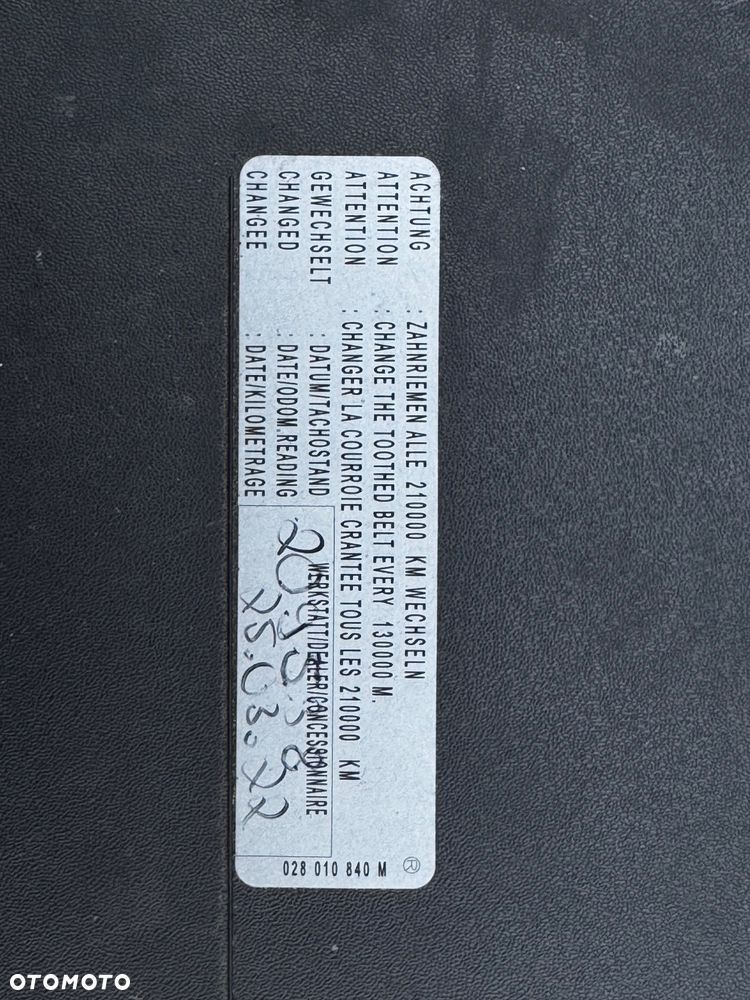 ACHTUNG : ZAHNRIEMEN ALLE 210000 KM WECHSELN
ATTENTION : CHANGE THE TOOTHED BELT EVERY 130000 M.
ATTENTION : CHANGER LA COURROIE CRANTEE TOUS LES 210000 KM
GEWECHSELT : DATUM/TACHOSTAND WERKSTATT/DEALER/CONCESSIONNAIRE
CHANGED : DATE/ODOM.READING
CHANGEE : DATE/KILOMETRAGE 25.03.22
028 010 840 M ®
OTOMOTO